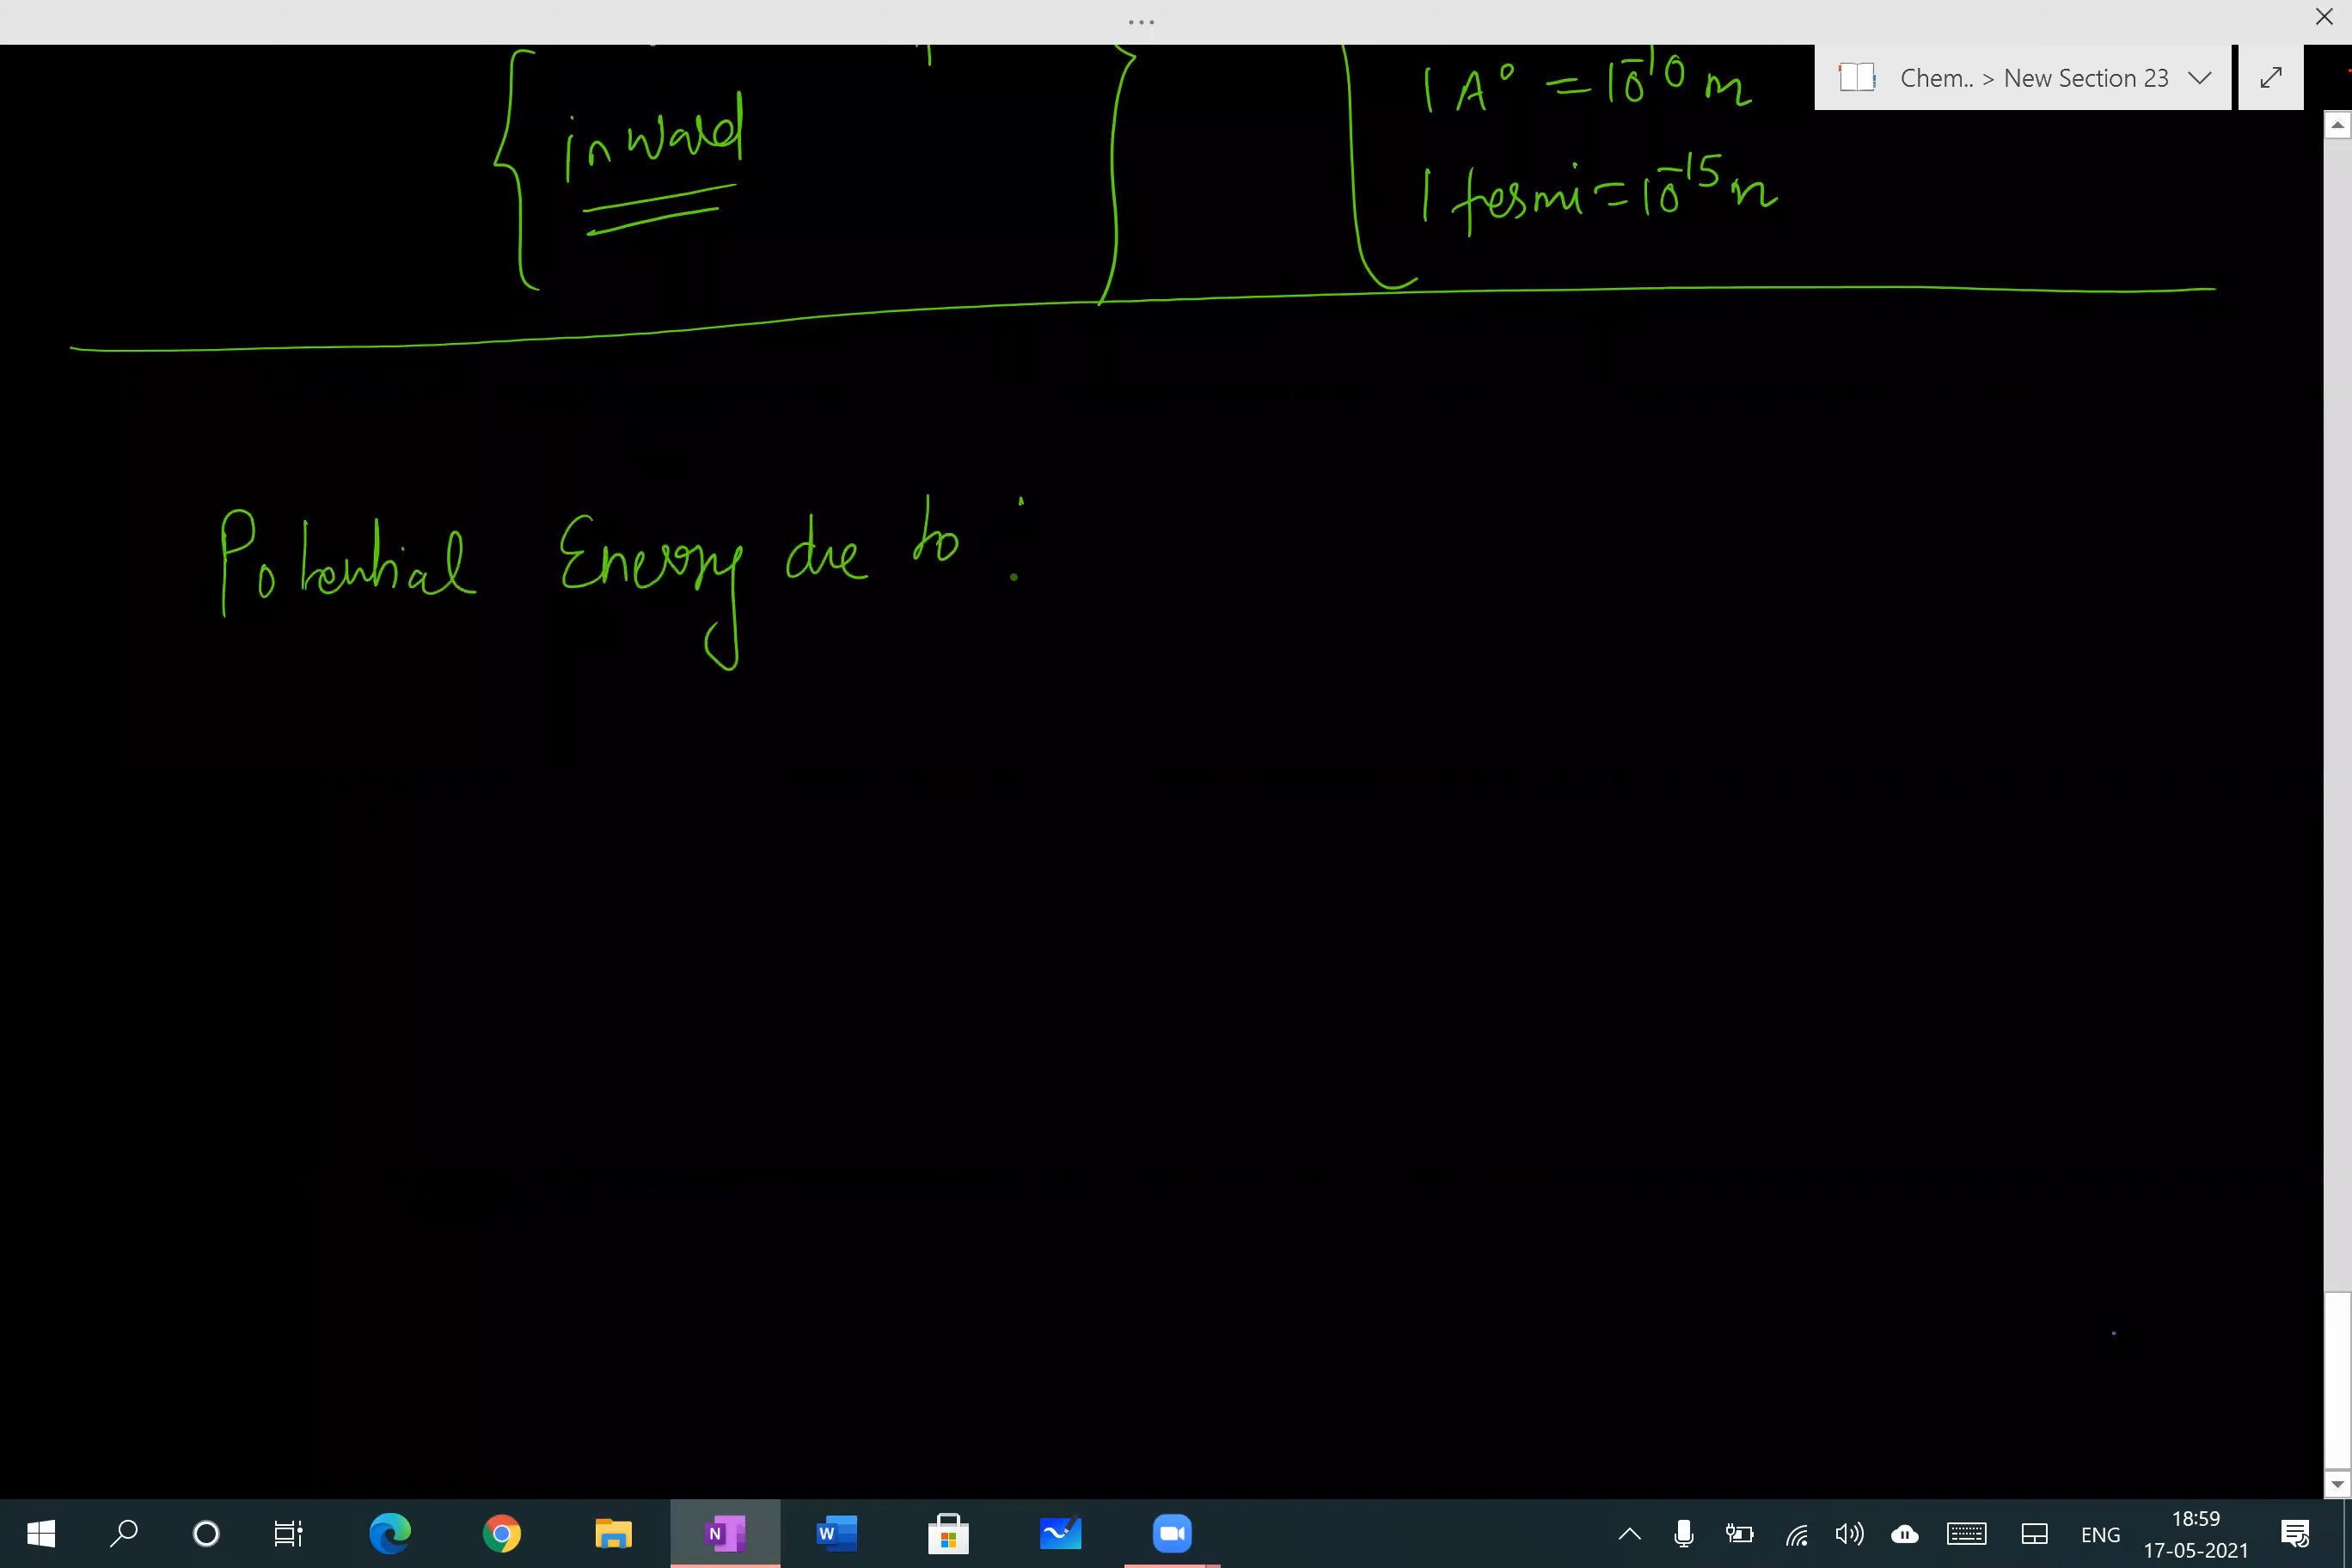 ...
Chem.. > New Section 23
1 A° = 10⁻¹⁰ m
inward
1 fermi = 10⁻¹⁵ m
Potential Energy due to :
N
W
ENG
18:59
17-05-2021